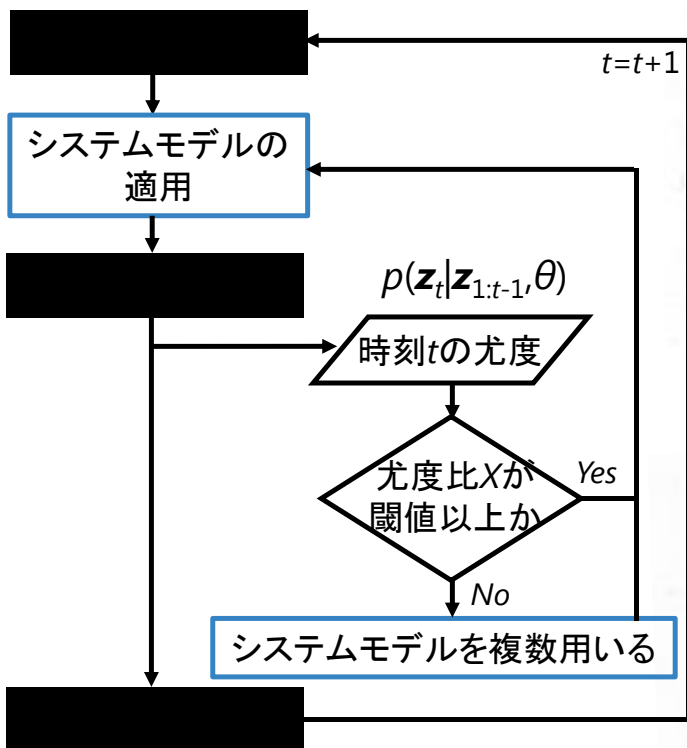 t=t+1
システムモデルの
適用
p(z_t|z_{1:t-1},θ)
時刻tの尤度
尤度比Xが
閾値以上か
Yes
No
システムモデルを複数用いる